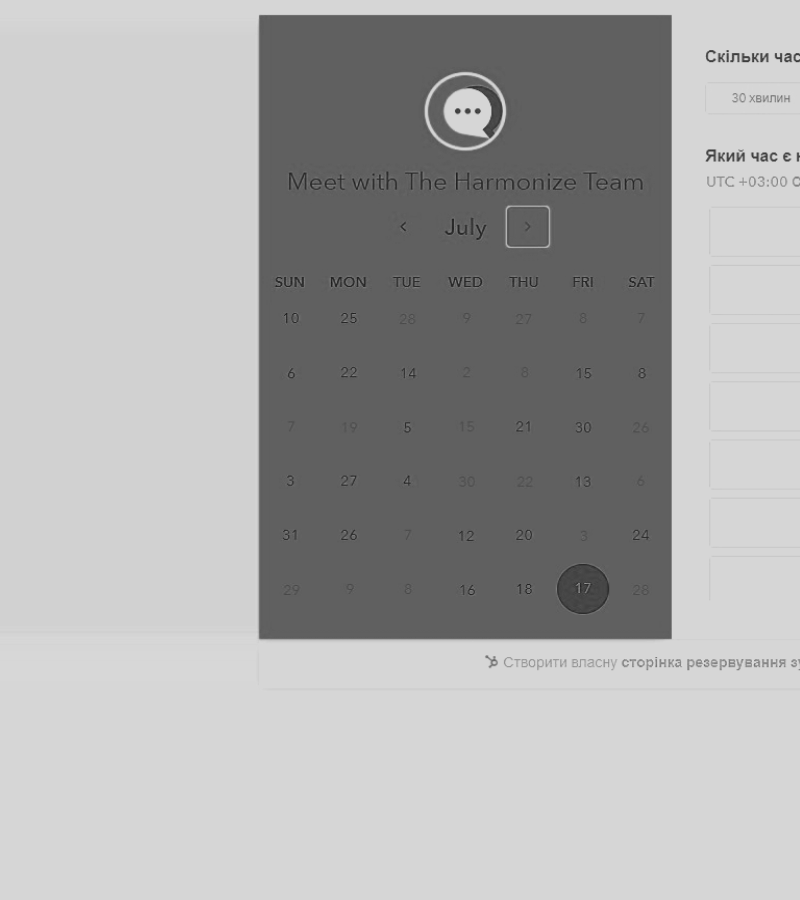 Meet with The Harmonize Team
July
SUN MON TUE WED THU FRI SAT
10 25 28 9 27 8 7
6 22 14 2 8 15 8
7 19 5 15 21 30 26
3 27 4 30 22 13 6
31 26 7 12 20 3 24
29 9 8 16 18 17 28
Скільки час
30 хвилин
Який час є н
UTC +03:00
Створити власну сторінка резервування зу